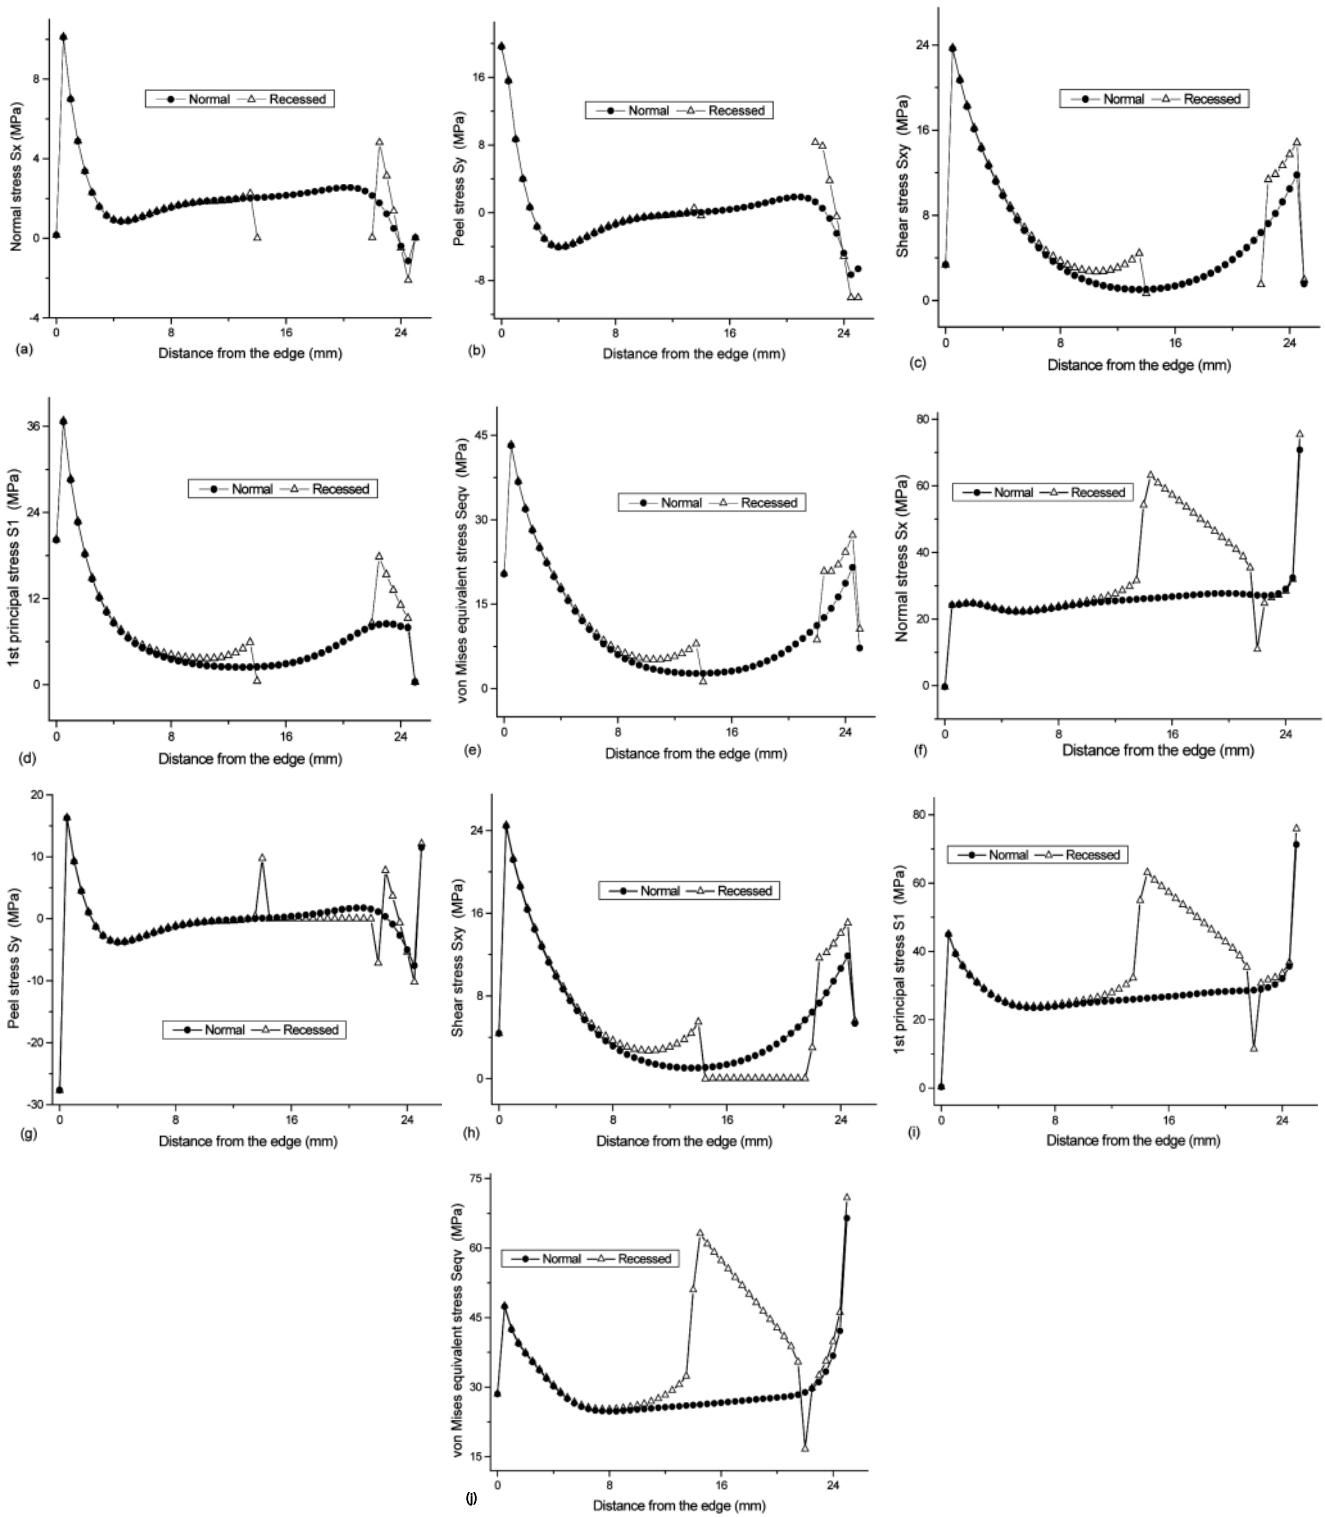 Normal stress Sx (MPa)
8
4
0
-4
Normal Recessed
0 8 16 24
(a) Distance from the edge (mm)
Peel stress Sy (MPa)
16
8
0
-8
Normal Recessed
0 8 16 24
(b) Distance from the edge (mm)
Shear stress Sxy (MPa)
24
16
8
0
Normal Recessed
0 8 16 24
(c) Distance from the edge (mm)
1st principal stress S1 (MPa)
36
24
12
0
Normal Recessed
0 8 16 24
(d) Distance from the edge (mm)
von Mises equivalent stress Seqv (MPa)
45
30
15
0
Normal Recessed
0 8 16 24
(e) Distance from the edge (mm)
Normal stress Sx (MPa)
80
60
40
20
0
Normal Recessed
0 8 16 24
(f) Distance from the edge (mm)
Peel stress Sy (MPa)
20
10
0
-10
-20
-30
Normal Recessed
0 8 16 24
(g) Distance from the edge (mm)
Shear stress Sxy (MPa)
24
16
8
0
Normal Recessed
0 8 16 24
(h) Distance from the edge (mm)
1st principal stress S1 (MPa)
80
60
40
20
0
Normal Recessed
0 8 16 24
(i) Distance from the edge (mm)
von Mises equivalent stress Seqv (MPa)
75
60
45
30
15
Normal Recessed
0 8 16 24
(j) Distance from the edge (mm)